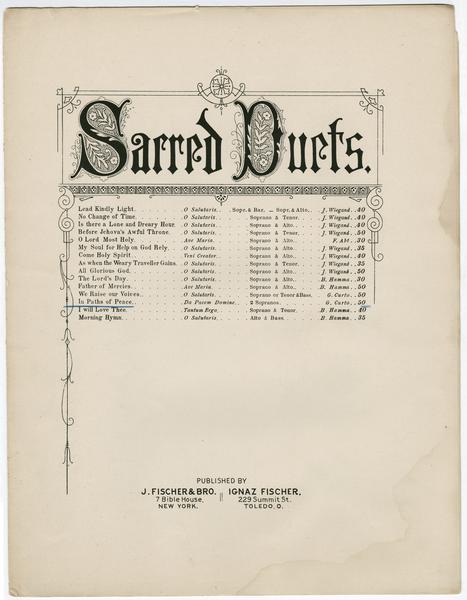 Sacred Duets.
Lead Kindly Light. O Salutaris. Sopr. & Bar. – Sopr. & Alto. J. Wiegand. .40
No Change of Time. O Salutaris. Soprano & Tenor. J. Wiegand. .40
Is there a Lone and Dreary Hour. O Salutaris. Soprano & Alto. J. Wiegand. .40
Before Jehova's Awful Throne. O Salutaris. Soprano & Tenor. J. Wiegand. .50
O Lord Most Holy. Ave Maria. Soprano & Alto. F. Abt. .30
My Soul for Help on God Rely. O Salutaris. Soprano & Alto. J. Wiegand. .35
Come Holy Spirit. Veni Creator. Soprano & Alto. J. Wiegand. .40
As when the Weary Traveller Gains. O Salutaris. Soprano & Tenor. J. Wiegand. .35
All Glorious God. O Salutaris. Soprano & Alto. J. Wiegand. .50
The Lord's Day. O Salutaris. Soprano & Alto. B. Hamma. .30
Father of Mercies. Ave Maria. Soprano & Alto. B. Hamma. .50
We Raise our Voices. O Salutaris. Soprano or Tenor & Bass. G. Curto. .50
In Paths of Peace. Da Pacem Domine. 2 Sopranos. G. Curto. .50
I will Love Thee. Tantum Ergo. Soprano & Tenor. B. Hamma. .40
Morning Hymn. O Salutaris. Alto & Bass. B. Hamma. .35
PUBLISHED BY
J. FISCHER & BRO. || IGNAZ FISCHER,
7 Bible House, 229 Summit St.
NEW YORK. TOLEDO, O.